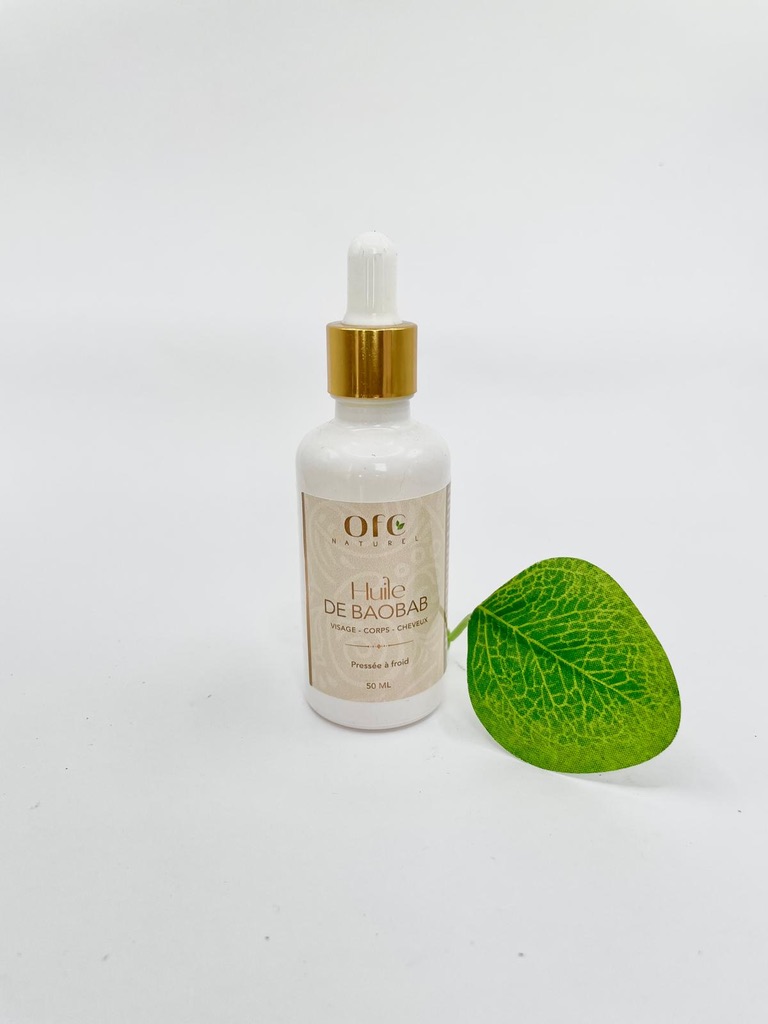 Ofc
NATUREL
Huile
DE BAOBAB
VISAGE - CORPS - CHEVEUX
Pressée à froid
50 ML